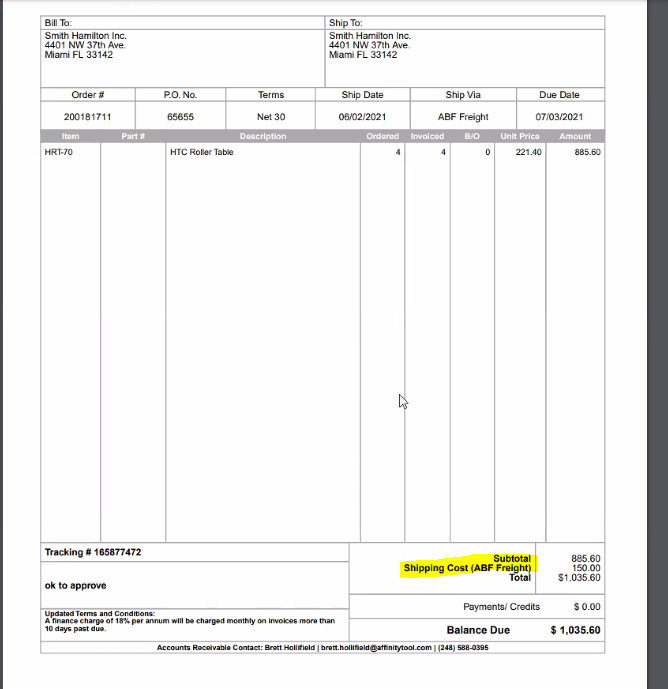 Bill To:
Ship To:
Smith Hamilton Inc.
4401 NW 37th Ave.
Miami FL 33142
Smith Hamilton Inc.
4401 NW 37th Ave.
Miami FL 33142
Order # P.O. No. Terms Ship Date Ship Via Due Date
200181711 65655 Net 30 06/02/2021 ABF Freight 07/03/2021
Item Part # Description Ordered Invoiced B/O Unit Price Amount
HRT-70 HTC Roller Table 4 4 0 221.40 885.60
Tracking # 165877472
ok to approve
Updated Terms and Conditions:
A finance charge of 18% per annum will be charged monthly on invoices more than
10 days past due.
Subtotal 885.60
Shipping Cost (ABF Freight) 150.00
Total $1,035.60
Payments/ Credits $ 0.00
Balance Due $ 1,035.60
Accounts Receivable Contact: Brett Hollifield | brett.hollifield@affinitytool.com | (248) 588-0395